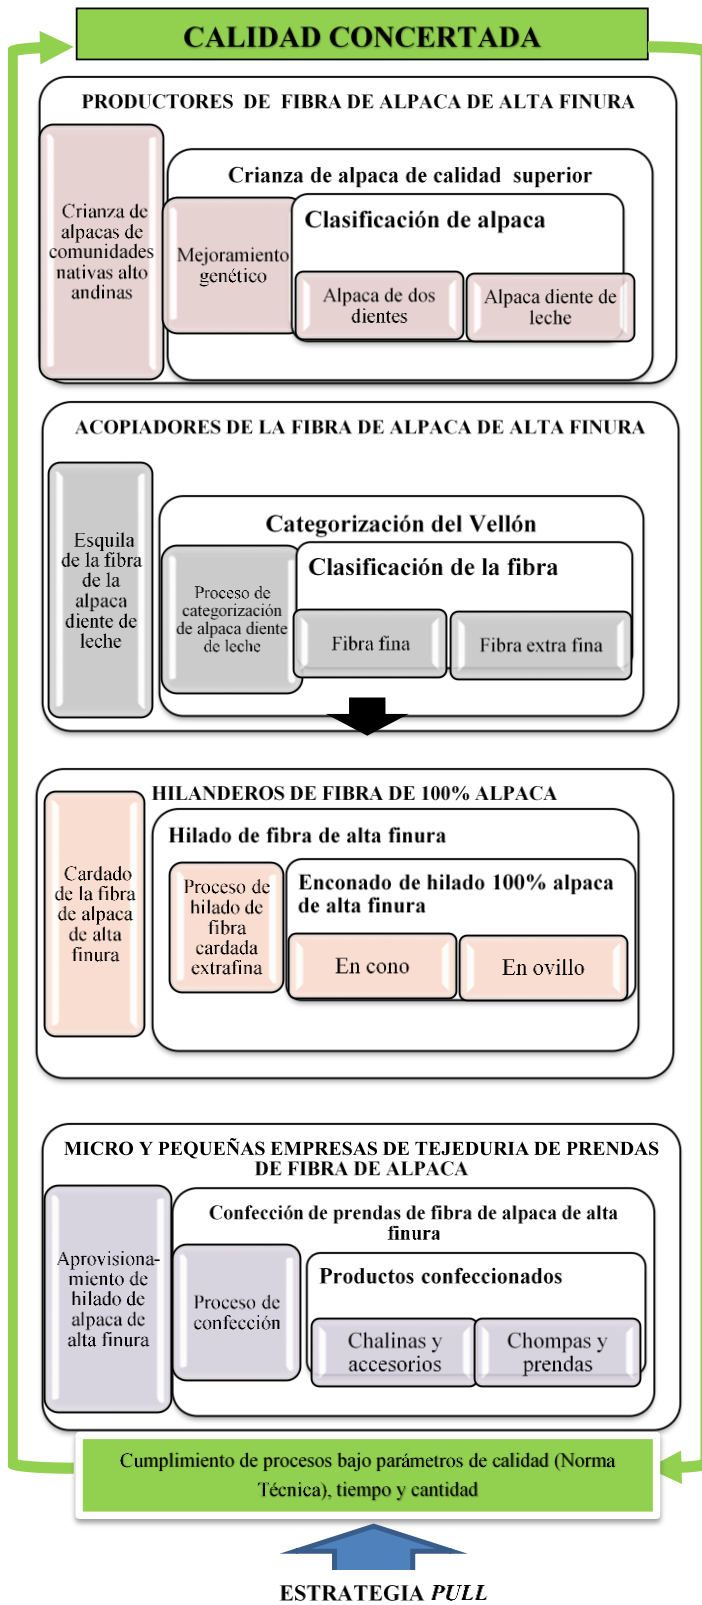 CALIDAD CONCERTADA
PRODUCTORES DE FIBRA DE ALPACA DE ALTA FINURA
Crianza de
alpacas de
comunidades
nativas alto
andinas
Crianza de alpaca de calidad superior
Mejoramiento
genético
Clasificación de alpaca
Alpaca de dos
dientes
Alpaca diente de
leche
ACOPIADORES DE LA FIBRA DE ALPACA DE ALTA FINURA
Esquila
de la fibra
de la
alpaca
diente de
leche
Categorización del Vellón
Proceso de
categorización
de alpaca diente
de leche
Clasificación de la fibra
Fibra fina
Fibra extra fina
HILANDEROS DE FIBRA DE 100% ALPACA
Cardado
de la fibra
de alpaca
de alta
finura
Hilado de fibra de alta finura
Proceso de
hilado de
fibra
cardada
extrafina
Enconado de hilado 100% alpaca
de alta finura
En cono
En ovillo
MICRO Y PEQUEÑAS EMPRESAS DE TEJEDURIA DE PRENDAS
DE FIBRA DE ALPACA
Aprovisiona-
miento de
hilado de
alpaca de
alta finura
Confección de prendas de fibra de alpaca de alta
finura
Proceso de
confección
Productos confeccionados
Chalinas y
accesorios
Chompas y
prendas
Cumplimiento de procesos bajo parámetros de calidad (Norma
Técnica), tiempo y cantidad
ESTRATEGIA PULL